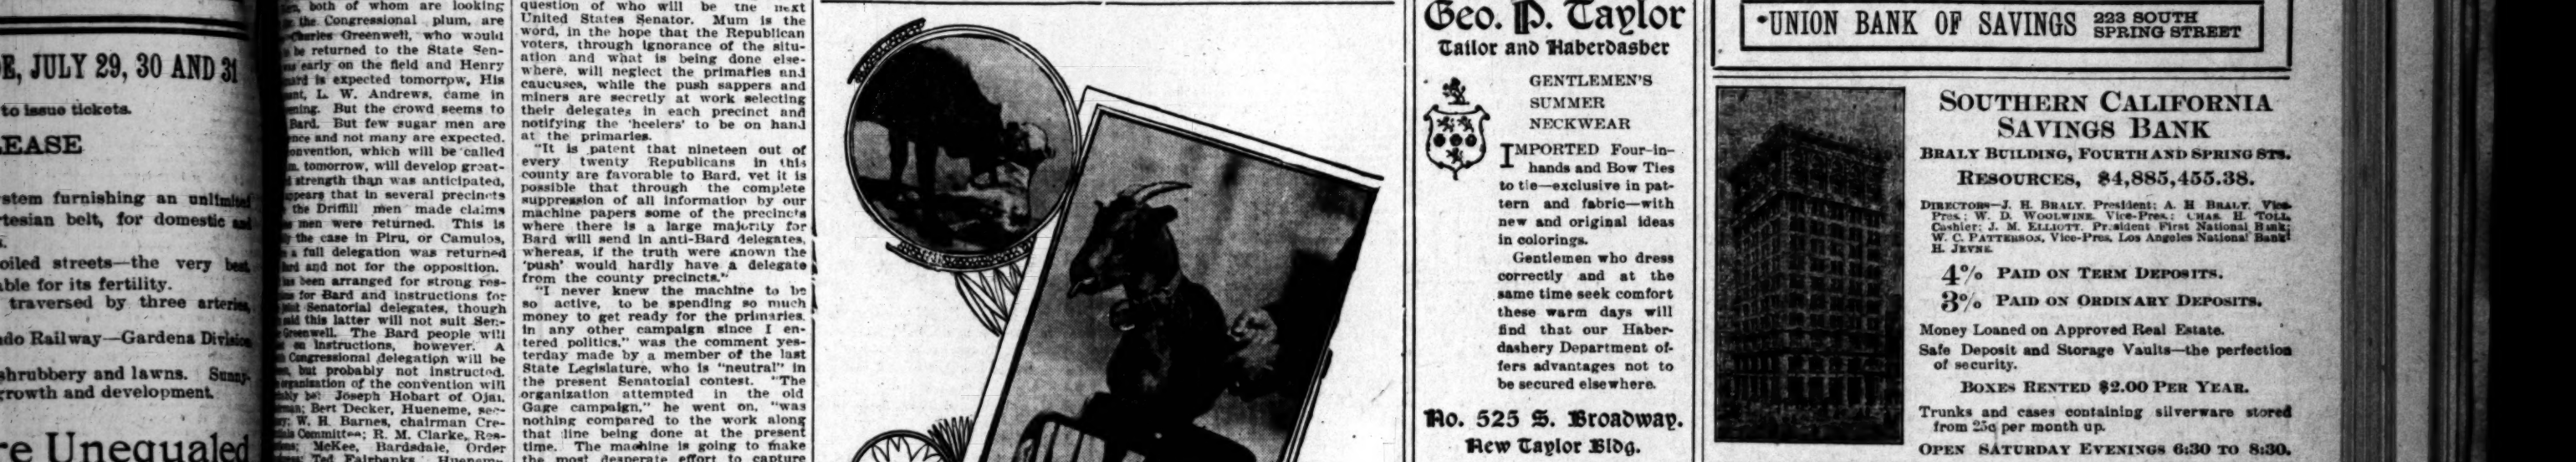 E, JULY 29, 30 AND 31
to issue tickets.
EASE
stem furnishing an unlimited
tesian belt, for domestic and
oiled streets—the very best
ble for its fertility.
traversed by three arteries,
do Railway—Gardens Division
shrubbery and lawns. Sunny-
rowth and development.
re Unequaled
both of whom are looking
the Congressional plum, are
Charles Greenwell, who would
be returned to the State Sen-
early on the field and Henry
is expected tomorrow, His
L. W. Andrews, came in
But the crowd seems to
Bard. But few sugar men are
and not many are expected.
convention, which will be called
tomorrow, will develop great-
strength than was anticipated,
appears that in several precincts
the Driffill men made claims
men were returned. This is
the case in Piru, or Camulos,
a full delegation was returned
and not for the opposition.
been arranged for strong res-
for Bard and instructions for
Senatorial delegates, though
this latter will not suit Sen-
Greenwell. The Bard people will
on instructions, however. A
Congressional delegation will be
but probably not instructed.
organization of the convention will
be: Joseph Hobart of Ojai,
Bert Decker, Hueneme, sec-
W. H. Barnes, chairman Cre-
Committee; R. M. Clarke, Res-
McKee, Bardsdale, Order
Ted Fairbanks, Hueneme
question of who will be the next
United States Senator. Mum is the
word, in the hope that the Republican
voters, through ignorance of the situ-
ation and what is being done else-
where, will neglect the primaries and
caucuses, while the push sappers and
miners are secretly at work selecting
their delegates in each precinct and
notifying the 'heelers' to be on hand
at the primaries.
"It is patent that nineteen out of
every twenty Republicans in this
county are favorable to Bard, yet it is
possible that through the complete
suppression of all information by our
machine papers some of the precincts
where there is a large majority for
Bard will send in anti-Bard delegates,
whereas, if the truth were known the
'push' would hardly have a delegate
from the county precincts."
"I never knew the machine to be
so active, to be spending so much
money to get ready for the primaries.
in any other campaign since I en-
tered politics," was the comment yes-
terday made by a member of the last
State Legislature, who is "neutral" in
the present Senatorial contest. "The
organization attempted in the old
Gage campaign," he went on, "was
nothing compared to the work along
that line being done at the present
time. The machine is going to make
the most desperate effort to capture
Geo. P. Taylor
Tailor and Haberdasher
GENTLEMEN'S
SUMMER
NECKWEAR
IMPORTED Four-in-
hands and Bow Ties
to tie—exclusive in pat-
tern and fabric—with
new and original ideas
in colorings.
Gentlemen who dress
correctly and at the
same time seek comfort
these warm days will
find that our Haber-
dashery Department of-
fers advantages not to
be secured elsewhere.
No. 525 S. Broadway.
New Taylor Bldg.
UNION BANK OF SAVINGS 223 SOUTH
SPRING STREET
SOUTHERN CALIFORNIA
SAVINGS BANK
BRALY BUILDING, FOURTH AND SPRING STS.
RESOURCES, $4,885,455.38.
DIRECTORS—J. H. BRALY. President; A. H BRALY, Vice-
Pres.; W. D. WOOLWINE. Vice-Pres.; CHAS. H. TOLL,
Cashier; J. M. ELLIOTT. President First National Bank;
W. C. PATTERSON, Vice-Pres. Los Angeles National Bank;
H. JEVNE.
4% PAID ON TERM DEPOSITS.
3% PAID ON ORDINARY DEPOSITS.
Money Loaned on Approved Real Estate.
Safe Deposit and Storage Vaults—the perfection
of security.
BOXES RENTED $2.00 PER YEAR.
Trunks and cases containing silverware stored
from 25c per month up.
OPEN SATURDAY EVENINGS 6:30 TO 8:30.